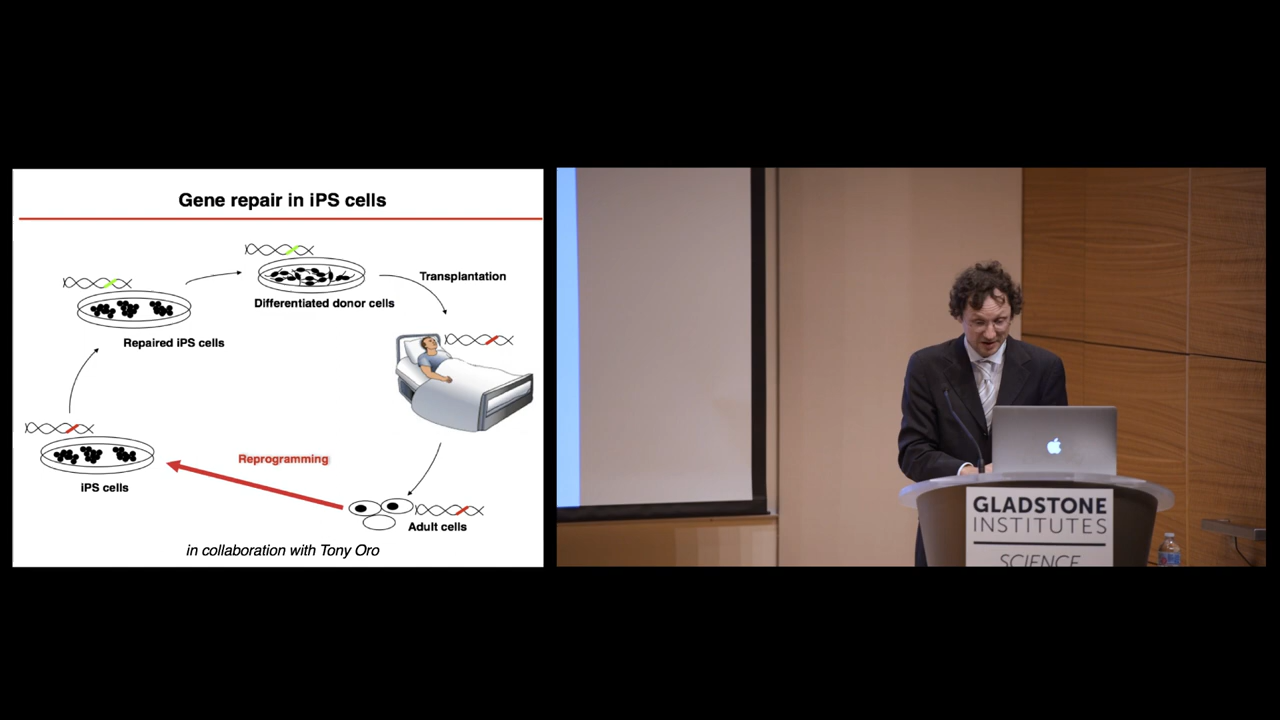 Gene repair in iPS cells
Transplantation
Differentiated donor cells
Repaired iPS cells
Reprogramming
iPS cells
Adult cells
in collaboration with Tony Oro
GLADSTONE
INSTITUTES
SCIENCE